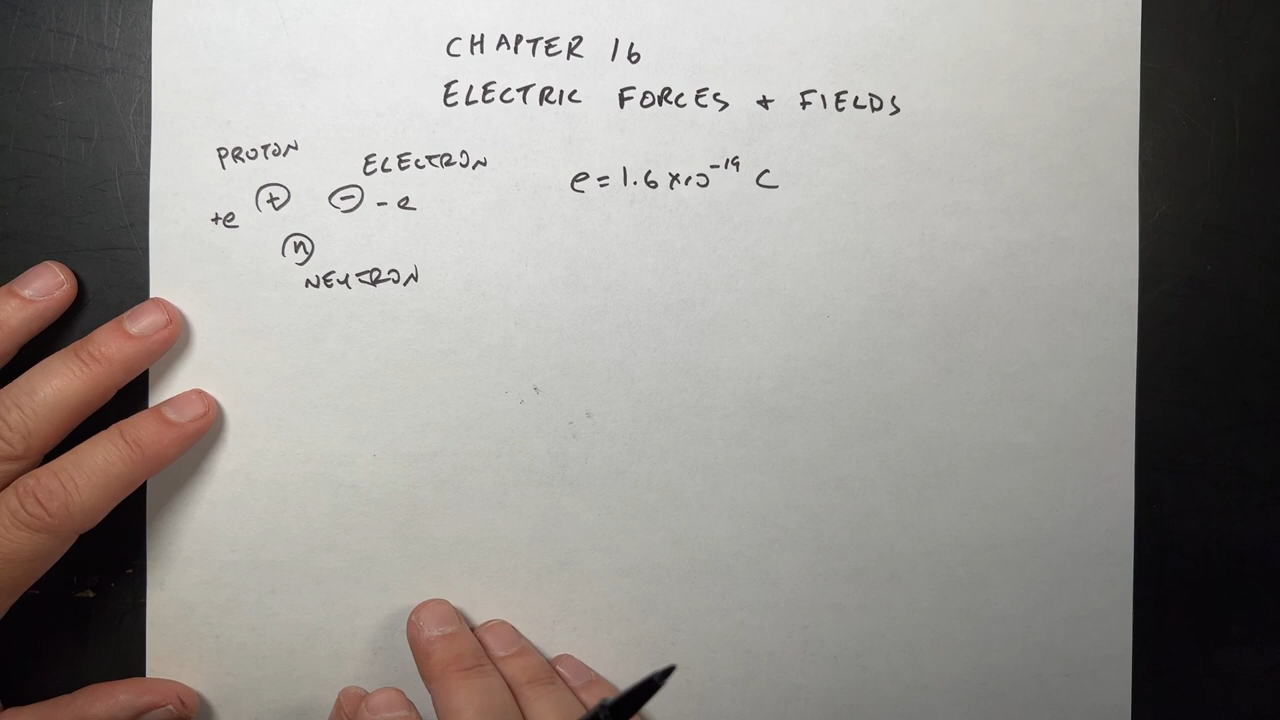 CHAPTER 16
ELECTRIC FORCES + FIELDS
PROTON ELECTRON
e = 1.6 x 10^-19 C
+e + - - e
n
NEUTRON